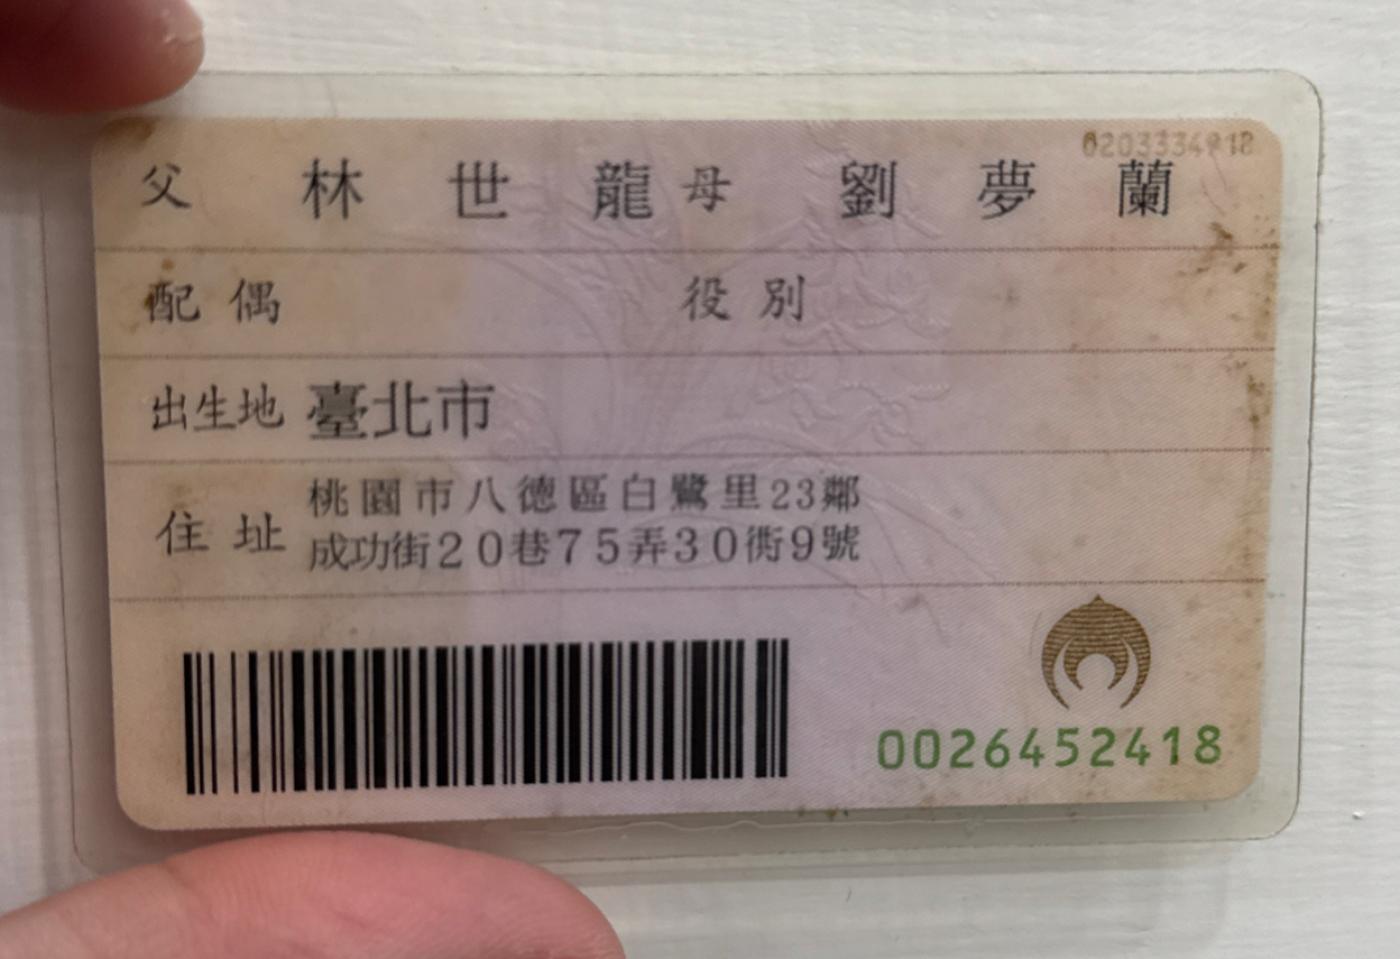 0203334918
父 林世龍 母 劉夢蘭
配偶 役別
出生地 臺北市
住址 桃園市八德區白鷺里23鄰
成功街20巷75弄30衖9號
0026452418